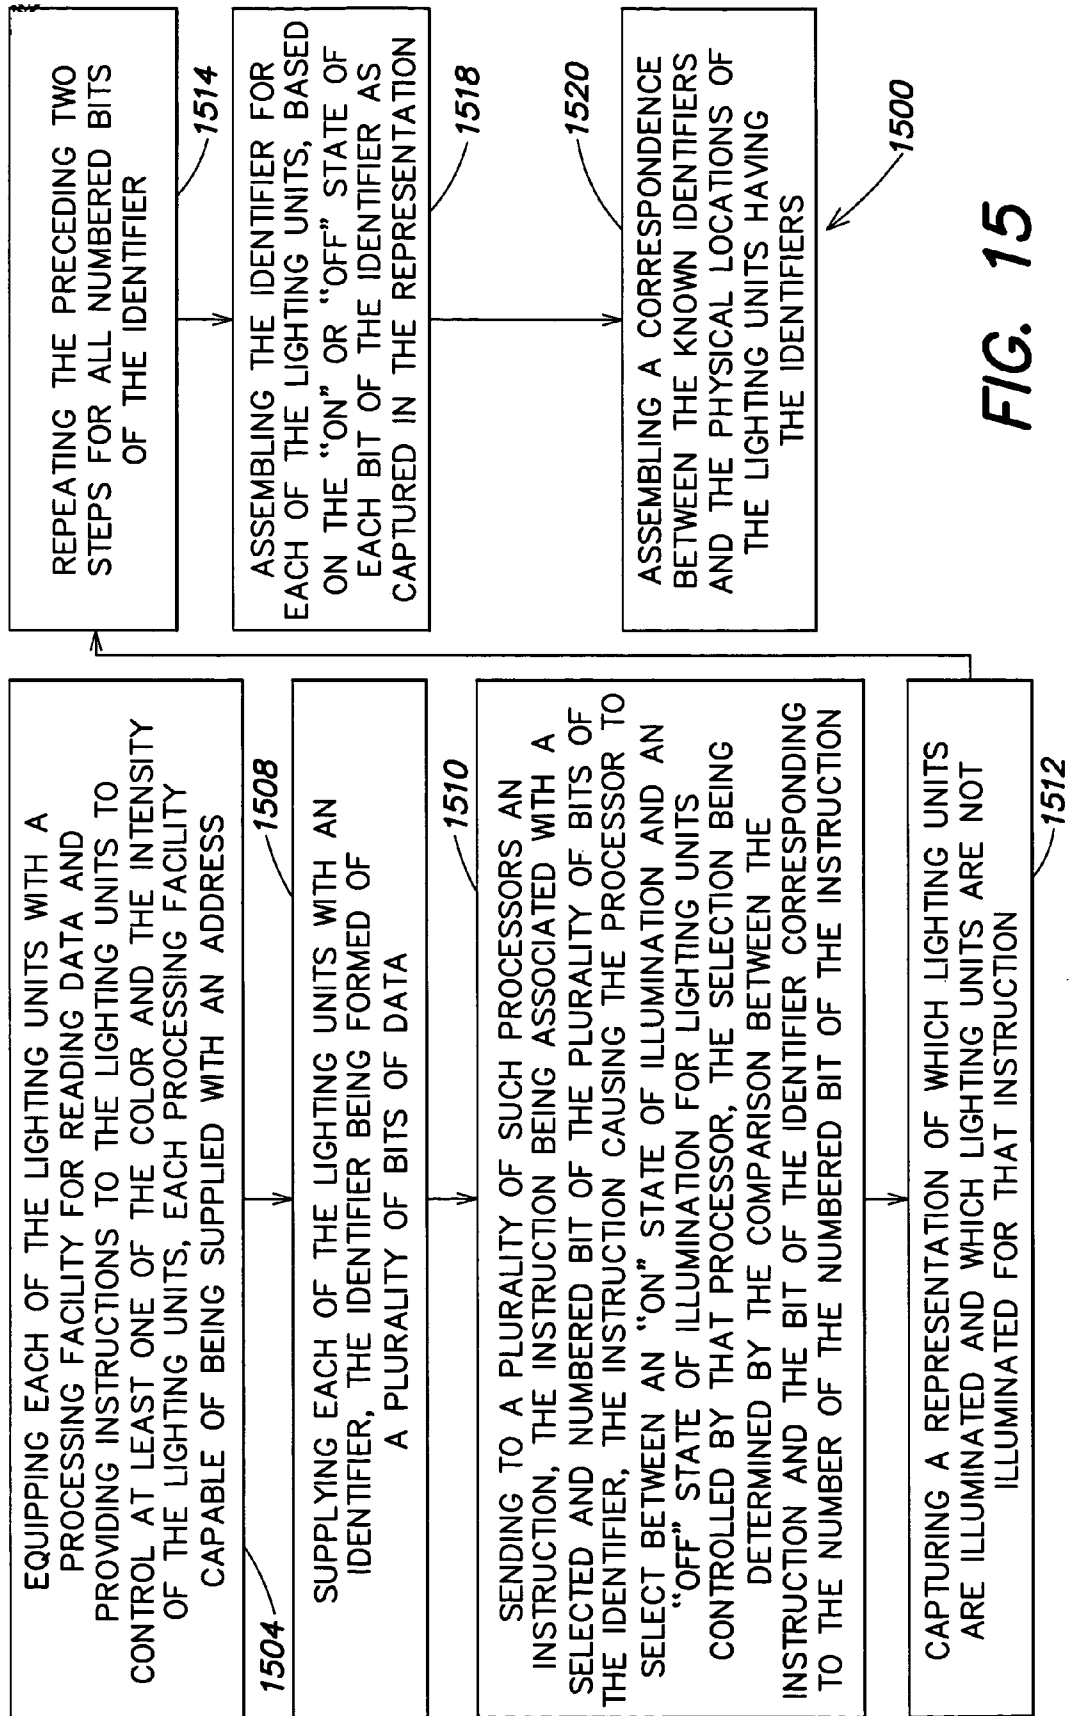 EQUIPPING EACH OF THE LIGHTING UNITS WITH A
PROCESSING FACILITY FOR READING DATA AND
PROVIDING INSTRUCTIONS TO THE LIGHTING UNITS TO
CONTROL AT LEAST ONE OF THE COLOR AND THE INTENSITY
OF THE LIGHTING UNITS, EACH PROCESSING FACILITY
CAPABLE OF BEING SUPPLIED WITH AN ADDRESS
1504
SUPPLYING EACH OF THE LIGHTING UNITS WITH AN
IDENTIFIER, THE IDENTIFIER BEING FORMED OF
A PLURALITY OF BITS OF DATA
1508
SENDING TO A PLURALITY OF SUCH PROCESSORS AN
INSTRUCTION, THE INSTRUCTION BEING ASSOCIATED WITH A
SELECTED AND NUMBERED BIT OF THE PLURALITY OF BITS OF
THE IDENTIFIER, THE INSTRUCTION CAUSING THE PROCESSOR TO
SELECT BETWEEN AN "ON" STATE OF ILLUMINATION AND AN
"OFF" STATE OF ILLUMINATION FOR LIGHTING UNITS
CONTROLLED BY THAT PROCESSOR, THE SELECTION BEING
DETERMINED BY THE COMPARISON BETWEEN THE
INSTRUCTION AND THE BIT OF THE IDENTIFIER CORRESPONDING
TO THE NUMBER OF THE NUMBERED BIT OF THE INSTRUCTION
1510
CAPTURING A REPRESENTATION OF WHICH LIGHTING UNITS
ARE ILLUMINATED AND WHICH LIGHTING UNITS ARE NOT
ILLUMINATED FOR THAT INSTRUCTION
1512
REPEATING THE PRECEDING TWO
STEPS FOR ALL NUMBERED BITS
OF THE IDENTIFIER
1514
ASSEMBLING THE IDENTIFIER FOR
EACH OF THE LIGHTING UNITS, BASED
ON THE "ON" OR "OFF" STATE OF
EACH BIT OF THE IDENTIFIER AS
CAPTURED IN THE REPRESENTATION
1518
ASSEMBLING A CORRESPONDENCE
BETWEEN THE KNOWN IDENTIFIERS
AND THE PHYSICAL LOCATIONS OF
THE LIGHTING UNITS HAVING
THE IDENTIFIERS
1520
1500
FIG. 15